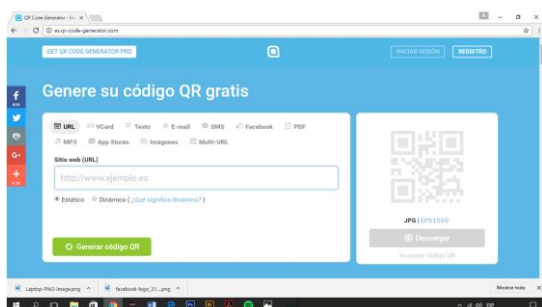 QR Code Generator - G
es.qr-code-generator.com
GET QR CODE GENERATOR PRO
INICIAR SESIÓN
REGISTRO
Genere su código QR gratis
URL VCard Texto E-mail SMS Facebook PDF
MP3 App Stores Imágenes Multi-URL
Sitio web (URL)
http://www.ejemplo.es
Estático Dinámico (¿Qué significa dinámico?)
Generar código QR
JPG | EPS | SVG
Descargar
Incrustar código QR
Laptop-PNG-Image.png
facebook-logo_31...png
Mostrar todo